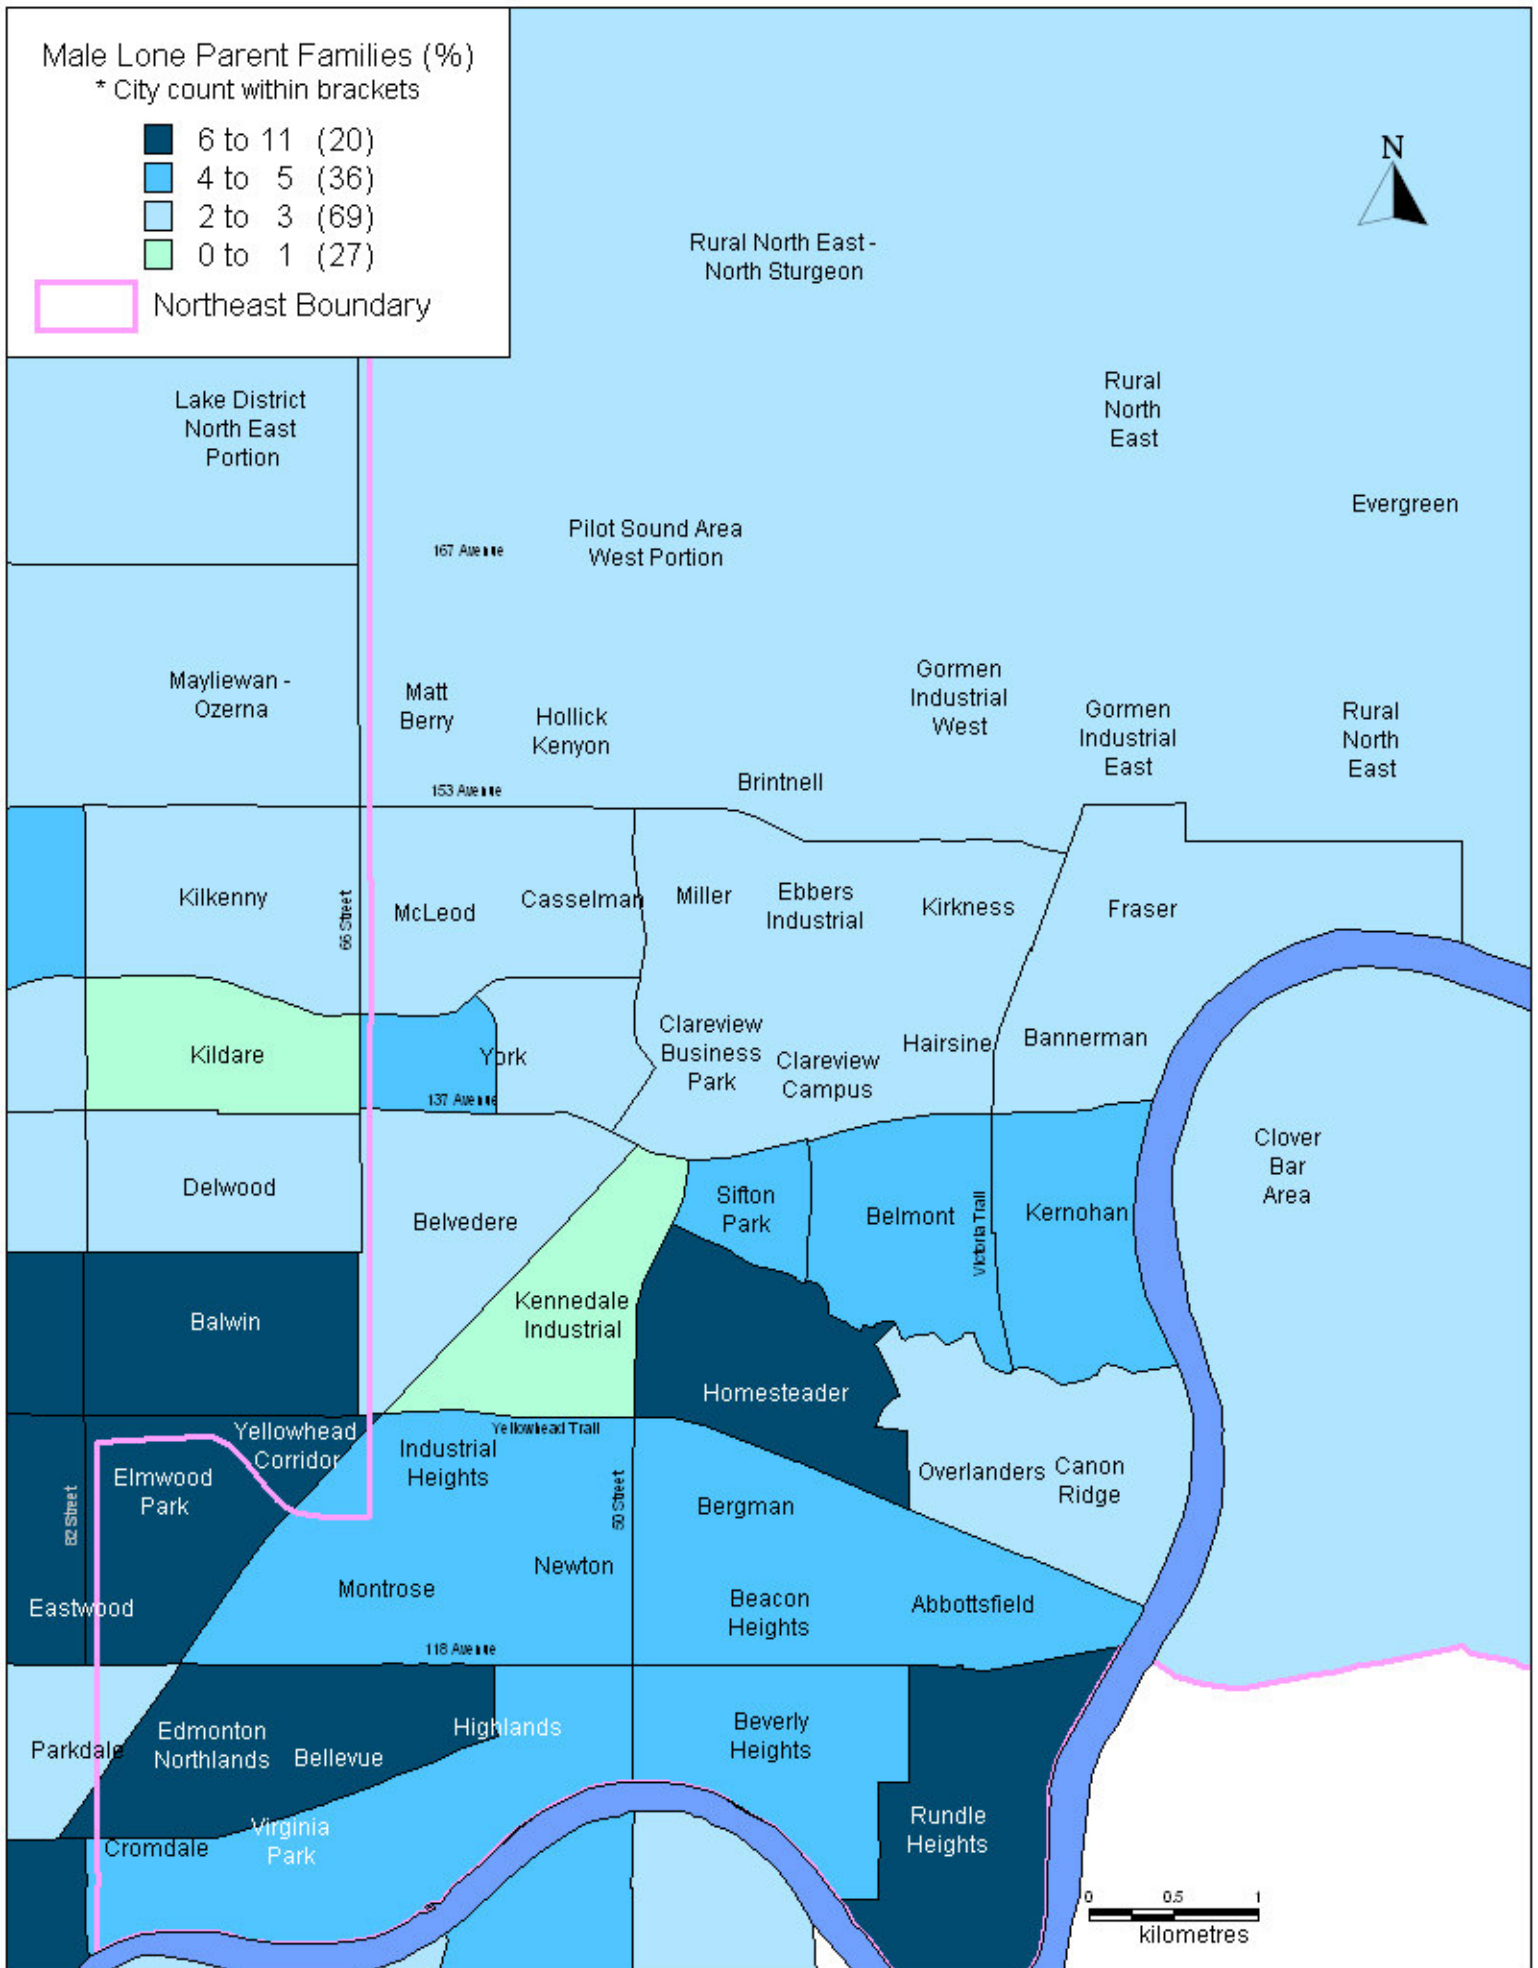 Male Lone Parent Families (%)
* City count within brackets
6 to 11 (20)
4 to 5 (36)
2 to 3 (69)
0 to 1 (27)
Northeast Boundary
N
Rural North East -
North Sturgeon
Lake District
North East
Portion
Rural
North
East
Evergreen
167 Avenue
Pilot Sound Area
West Portion
Mayliewan -
Ozerna
Matt
Berry
Hollick
Kenyon
Gormen
Industrial
West
Gormen
Industrial
East
Rural
North
East
153 Avenue
Brintnell
Kilkenny
66 Street
McLeod
Casselman
Miller
Ebbers
Industrial
Kirkness
Fraser
Kildare
York
137 Avenue
Clareview
Business
Park
Clareview
Campus
Hairsine
Bannerman
Clover
Bar
Area
Delwood
Belvedere
Sifton
Park
Belmont
Victoria Trail
Kernohan
Balwin
Kennedale
Industrial
Homesteader
Yellowhead
Corridor
Yellowhead Trail
Industrial
Heights
Elmwood
Park
82 Street
50 Street
Bergman
Overlanders
Canon
Ridge
Newton
Montrose
Eastwood
Beacon
Heights
Abbottsfield
118 Avenue
Parkdale
Edmonton
Northlands
Bellevue
Highlands
Beverly
Heights
Cromdale
Virginia
Park
Rundle
Heights
0 0.5 1
kilometres